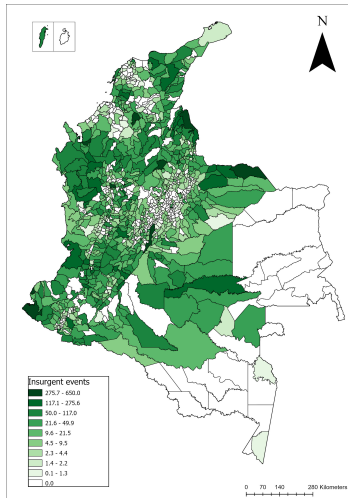 N
Insurgent events
275.7 - 650.0
117.1 - 275.6
50.0 - 117.0
21.6 - 49.9
9.6 - 21.5
4.5 - 9.5
2.3 - 4.4
1.4 - 2.2
0.1 - 1.3
0.0
0 70 140 280 Kilometers